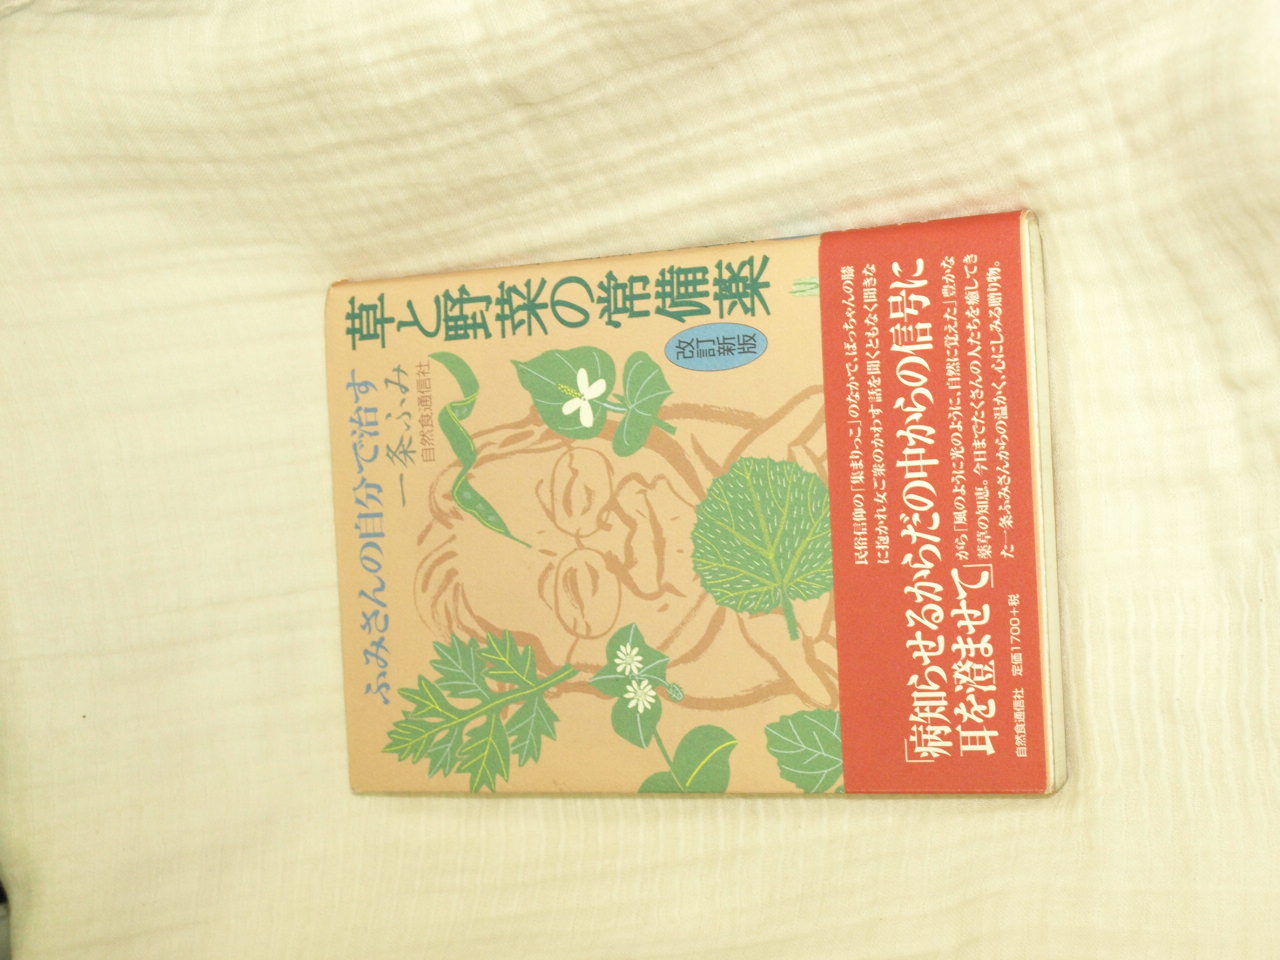 ふみさんの自分で治す
草と野菜の常備薬
改訂新版
一条ふみ
自然食通信社
民俗信仰の「集まりっこ」のなかで、ばっちゃんの膝
に抱かれ女ご衆のかわす話を聞くともなく聞きな
「病知らせるからだの中からの信号に
耳を澄ませて」
がら「風のように光のように、自然に覚えた」豊かな
薬草の知恵。今日までたくさんの人たちを癒してき
た一条ふみさんからの温かく、心にしみる贈り物。
自然食通信社 定価1700+税